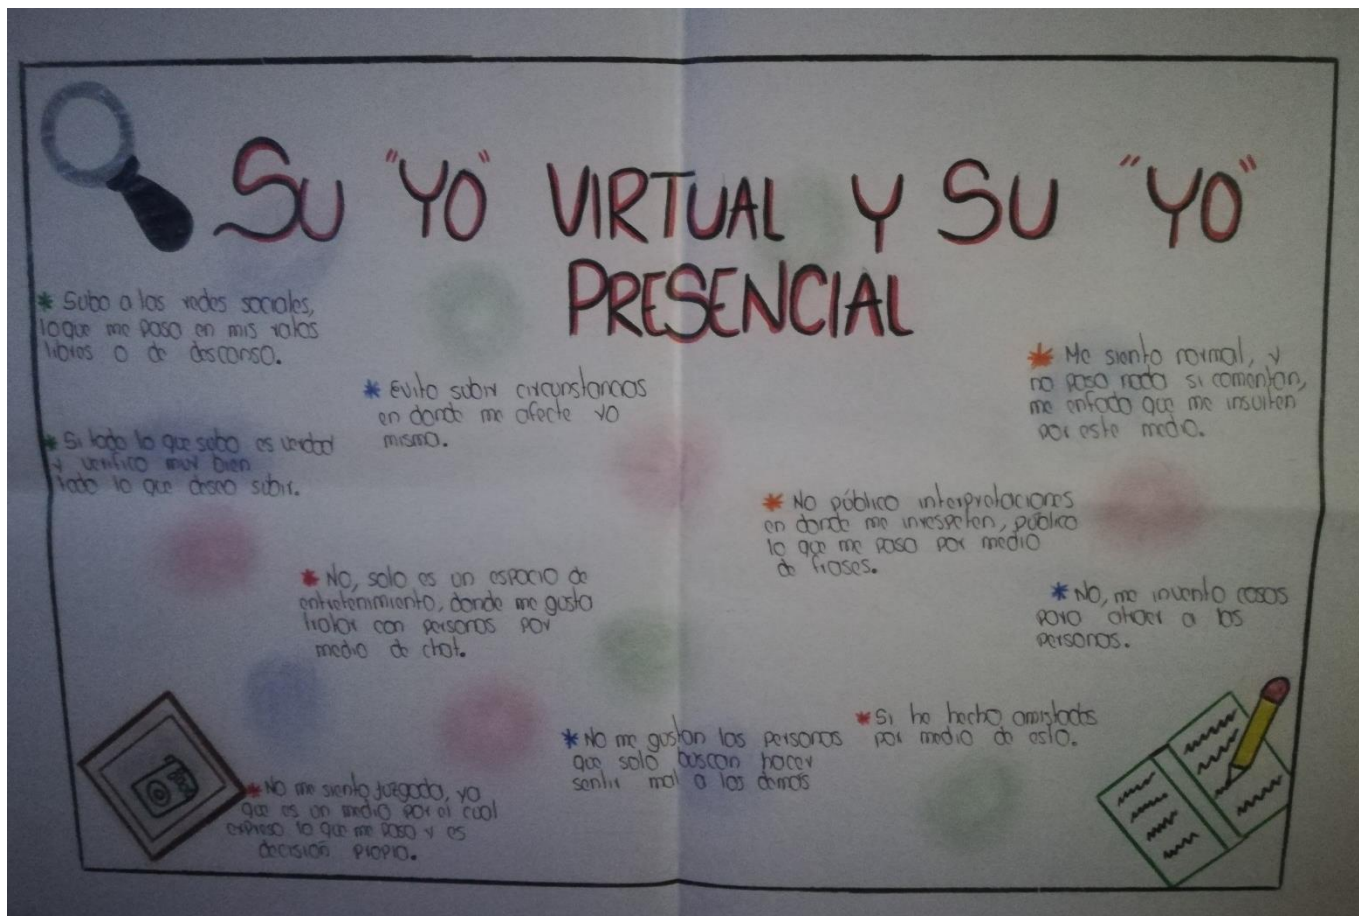 SU "YO" VIRTUAL Y SU "YO"
PRESENCIAL
* Subo a las redes sociales,
lo que me pasa en mis ratos
libres o de descanso.
* Evito subir circunstancias
en donde me afecte yo
mismo.
* Si todo lo que subo es verdad
y verifico muy bien
todo lo que deseo subir.
* Me siento normal, y
no pasa nada si comentan,
me enfada que me insulten
por este medio.
* No público interpretaciones
en donde me irrespeten, público
lo que me pasa por medio
de frases.
* No, solo es un espacio de
entretenimiento, donde me gusta
tratar con personas por
medio de chat.
* No, me invento cosas
para atraer a las
personas.
* No me gustan las personas
que solo buscan hacer
sentir mal a los demás
* Si he hecho amistades
por medio de esto.
* No me siento juzgada, ya
que es un medio por el cual
expreso lo que me pasa y es
decisión propia.